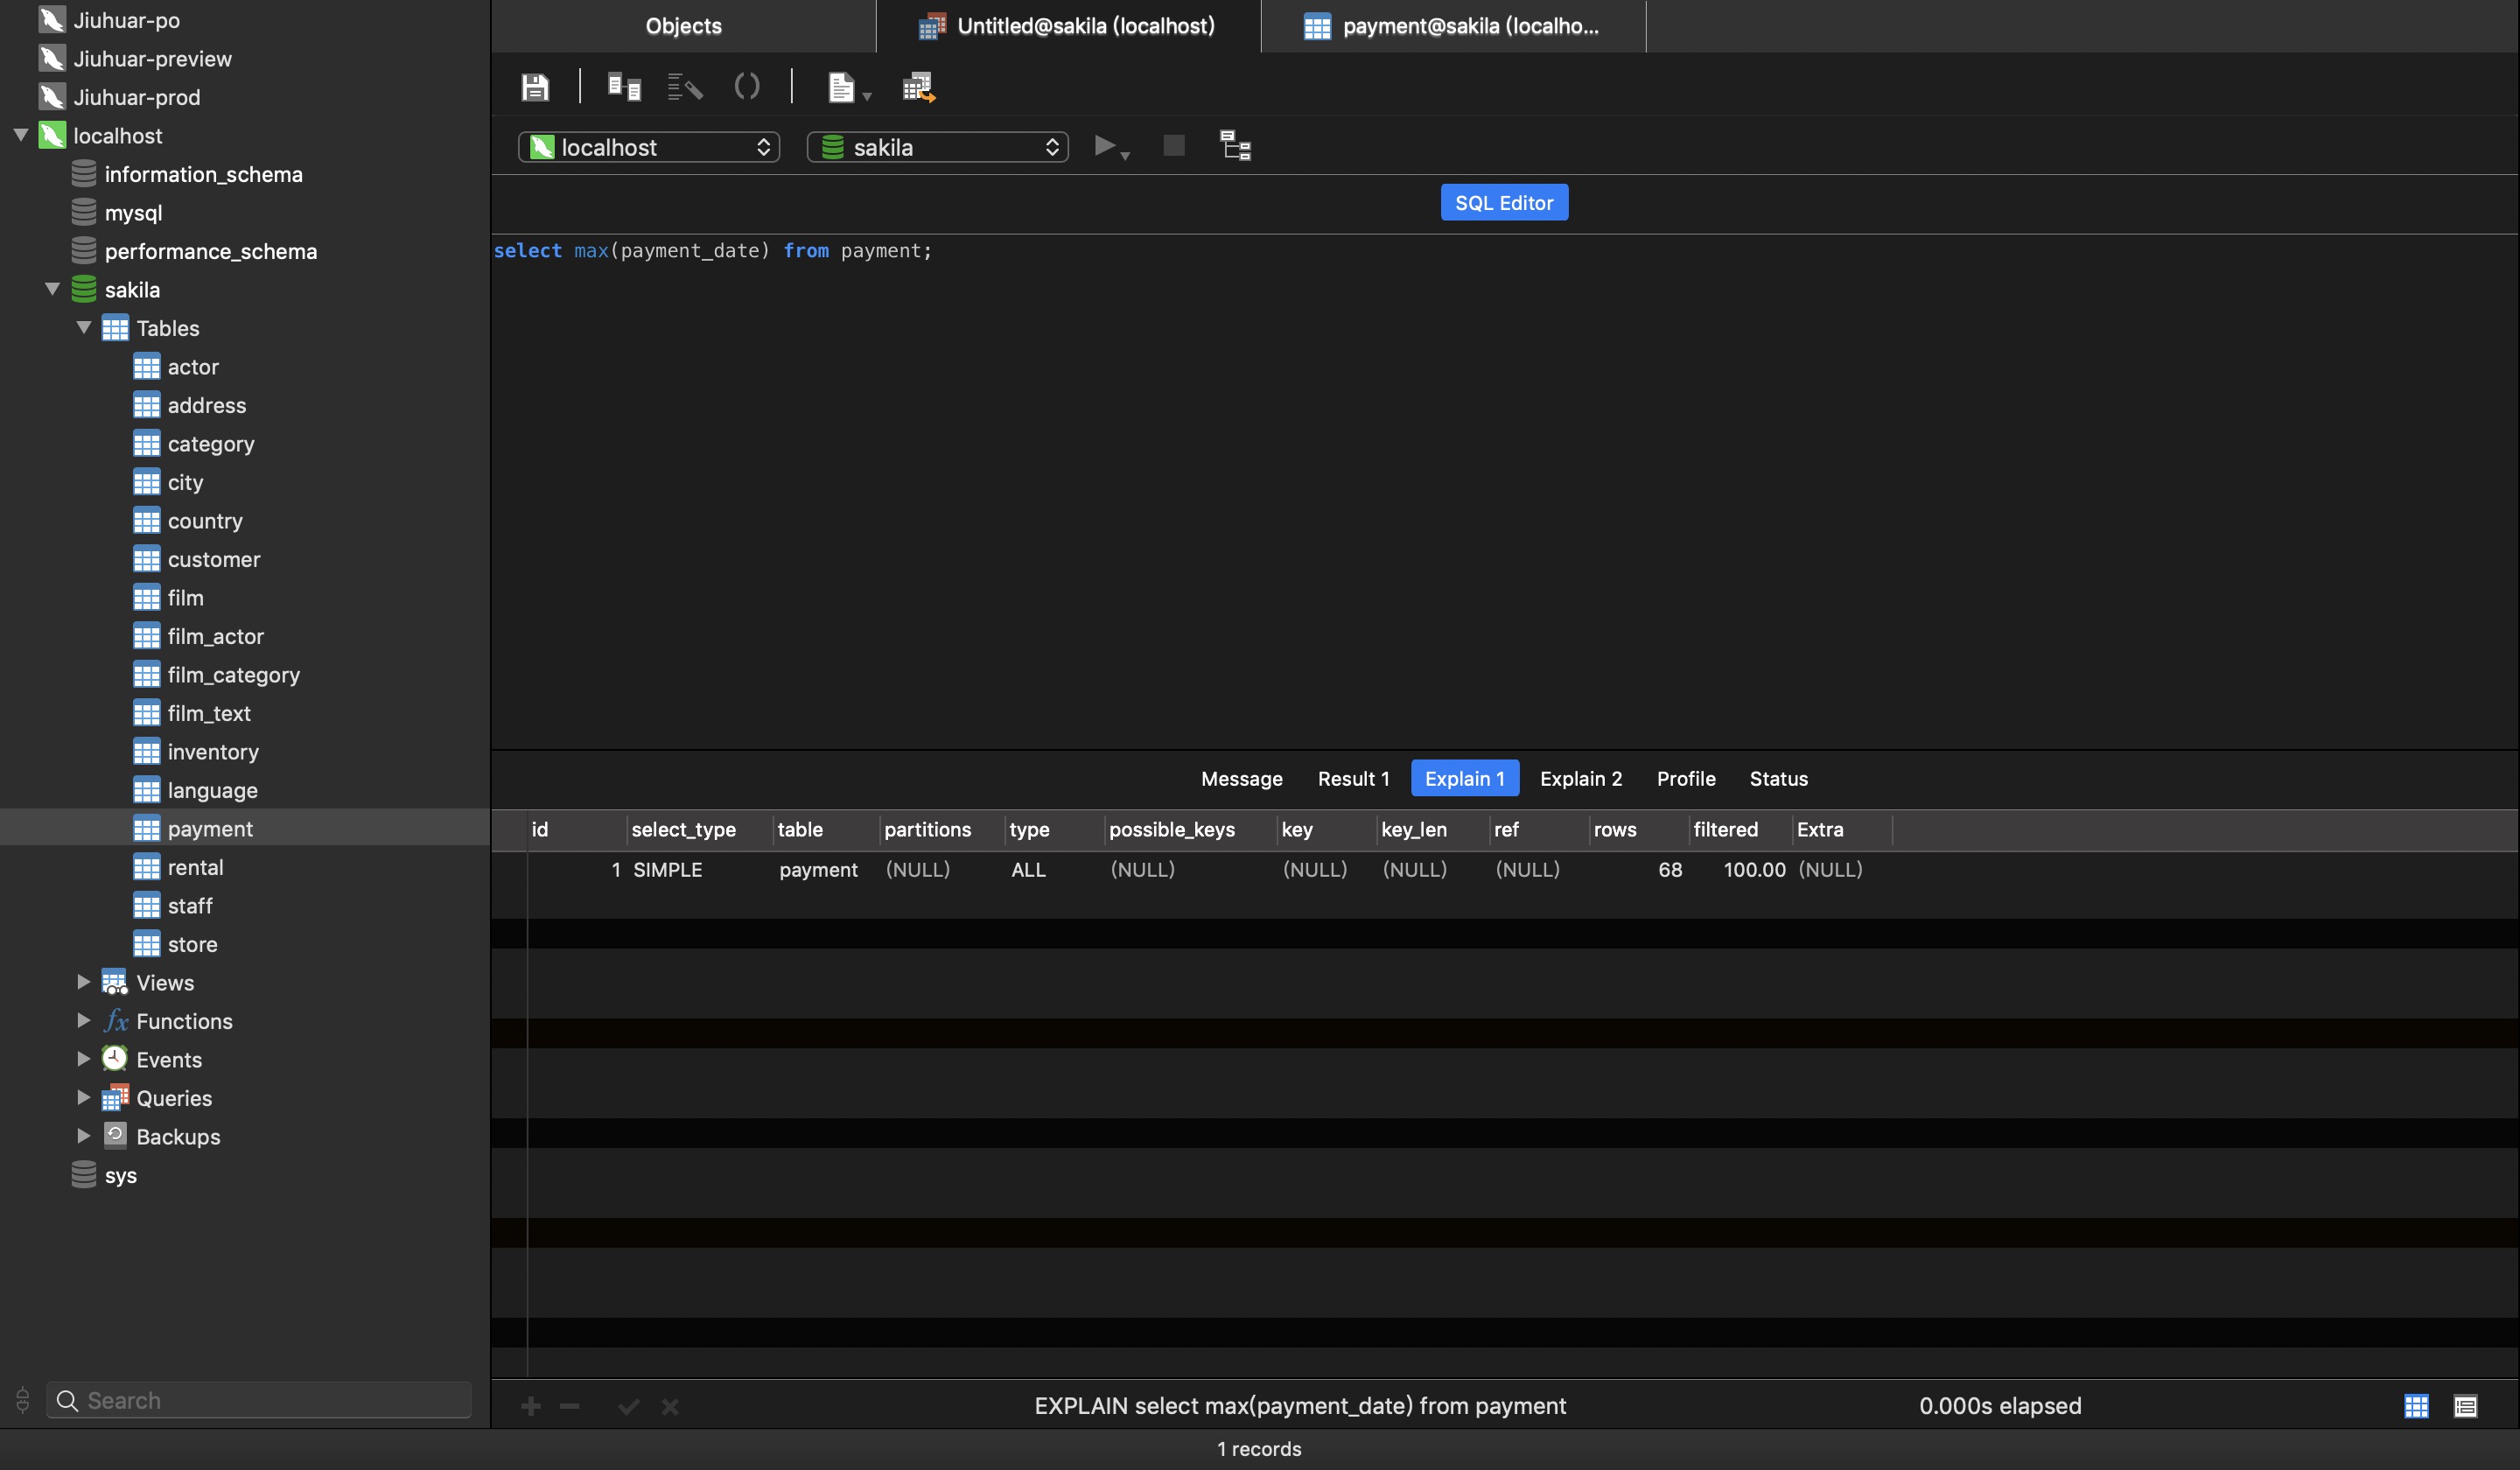 Jiuhuar-po
Jiuhuar-preview
Jiuhuar-prod
localhost
information_schema
mysql
performance_schema
sakila
Tables
actor
address
category
city
country
customer
film
film_actor
film_category
film_text
inventory
language
payment
rental
staff
store
Views
fx Functions
Events
Queries
Backups
sys
Search
Objects Untitled@sakila (localhost) payment@sakila (localho...
localhost sakila
SQL Editor
select max(payment_date) from payment;
Message Result 1 Explain 1 Explain 2 Profile Status
id select_type table partitions type possible_keys key key_len ref rows filtered Extra
1 SIMPLE payment (NULL) ALL (NULL) (NULL) (NULL) (NULL) 68 100.00 (NULL)
EXPLAIN select max(payment_date) from payment 0.000s elapsed
1 records